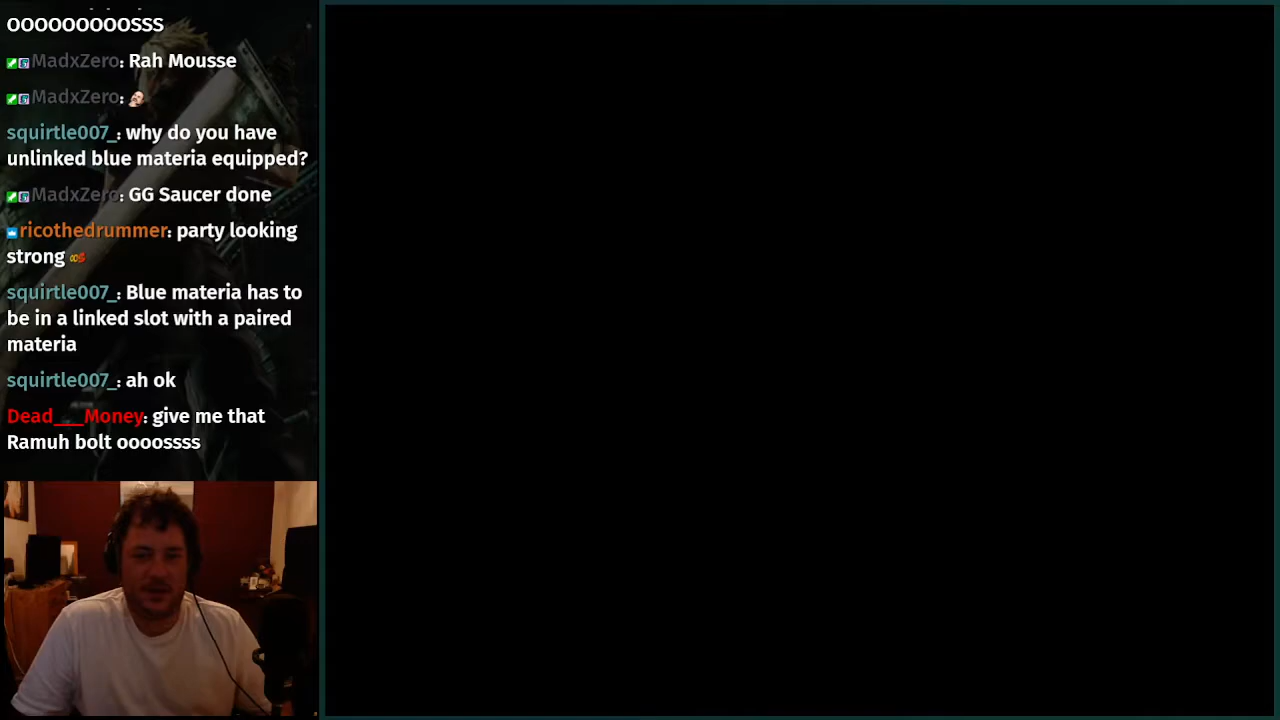 ooooooooosss
MadxZero: Rah Mousse
MadxZero:
squirtle007_: why do you have
unlinked blue materia equipped?
MadxZero: GG Saucer done
ricothedrummer: party looking
strong
squirtle007_: Blue materia has to
be in a linked slot with a paired
materia
squirtle007_: ah ok
Dead___Money: give me that
Ramuh bolt oooossss